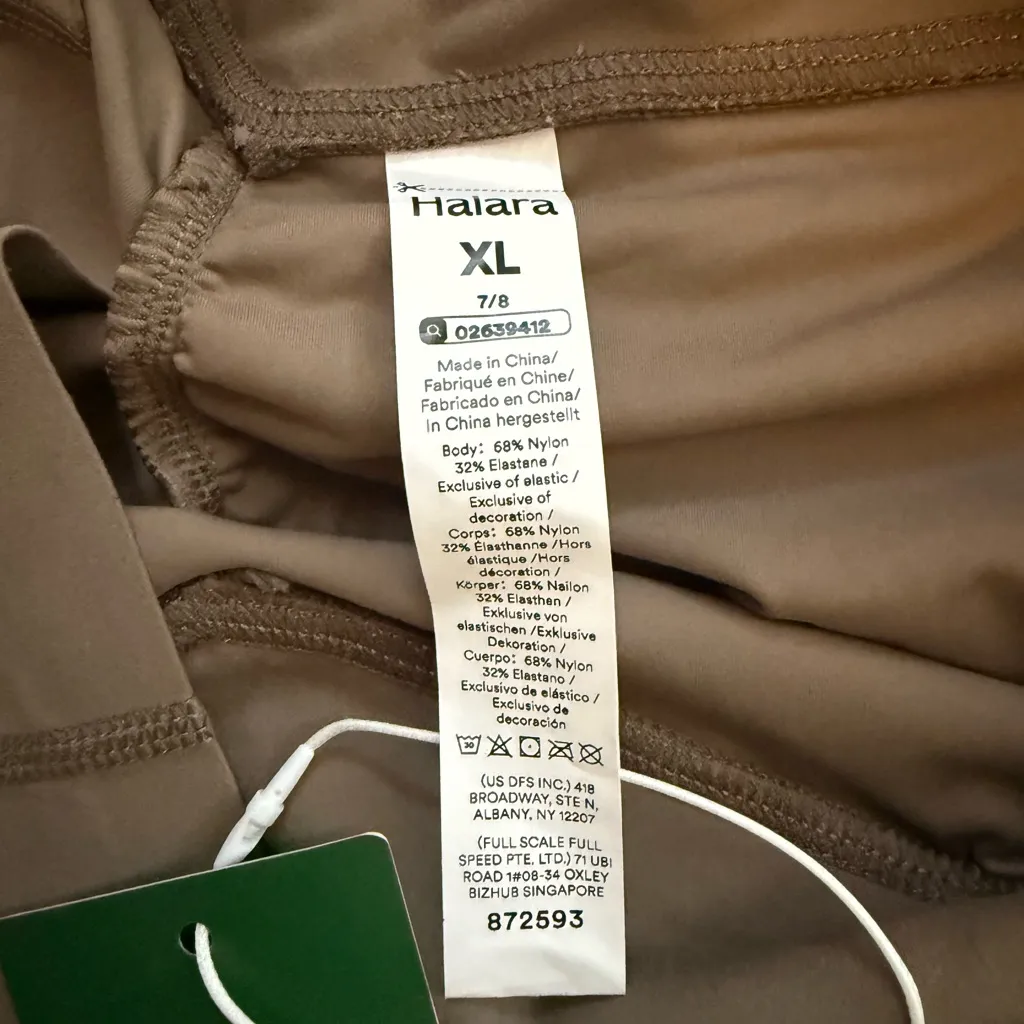 Halara
XL
7/8
02639412
Made in China/
Fabriqué en Chine/
Fabricado en China/
In China hergestellt
Body: 68% Nylon
32% Elastane /
Exclusive of elastic /
Exclusive of
decoration /
Corps: 68% Nylon
32% Élasthanne /Hors
élastique /Hors
décoration /
Körper: 68% Nailon
32% Elasthen /
Exklusive von
elastischen /Exklusive
Dekoration /
Cuerpo: 68% Nylon
32% Elastano /
Exclusivo de elástico /
Exclusivo de
decoración
30
(US DFS INC.) 418
BROADWAY, STE N,
ALBANY, NY 12207
(FULL SCALE FULL
SPEED PTE. LTD.) 71 UBI
ROAD 1#08-34 OXLEY
BIZHUB SINGAPORE
872593